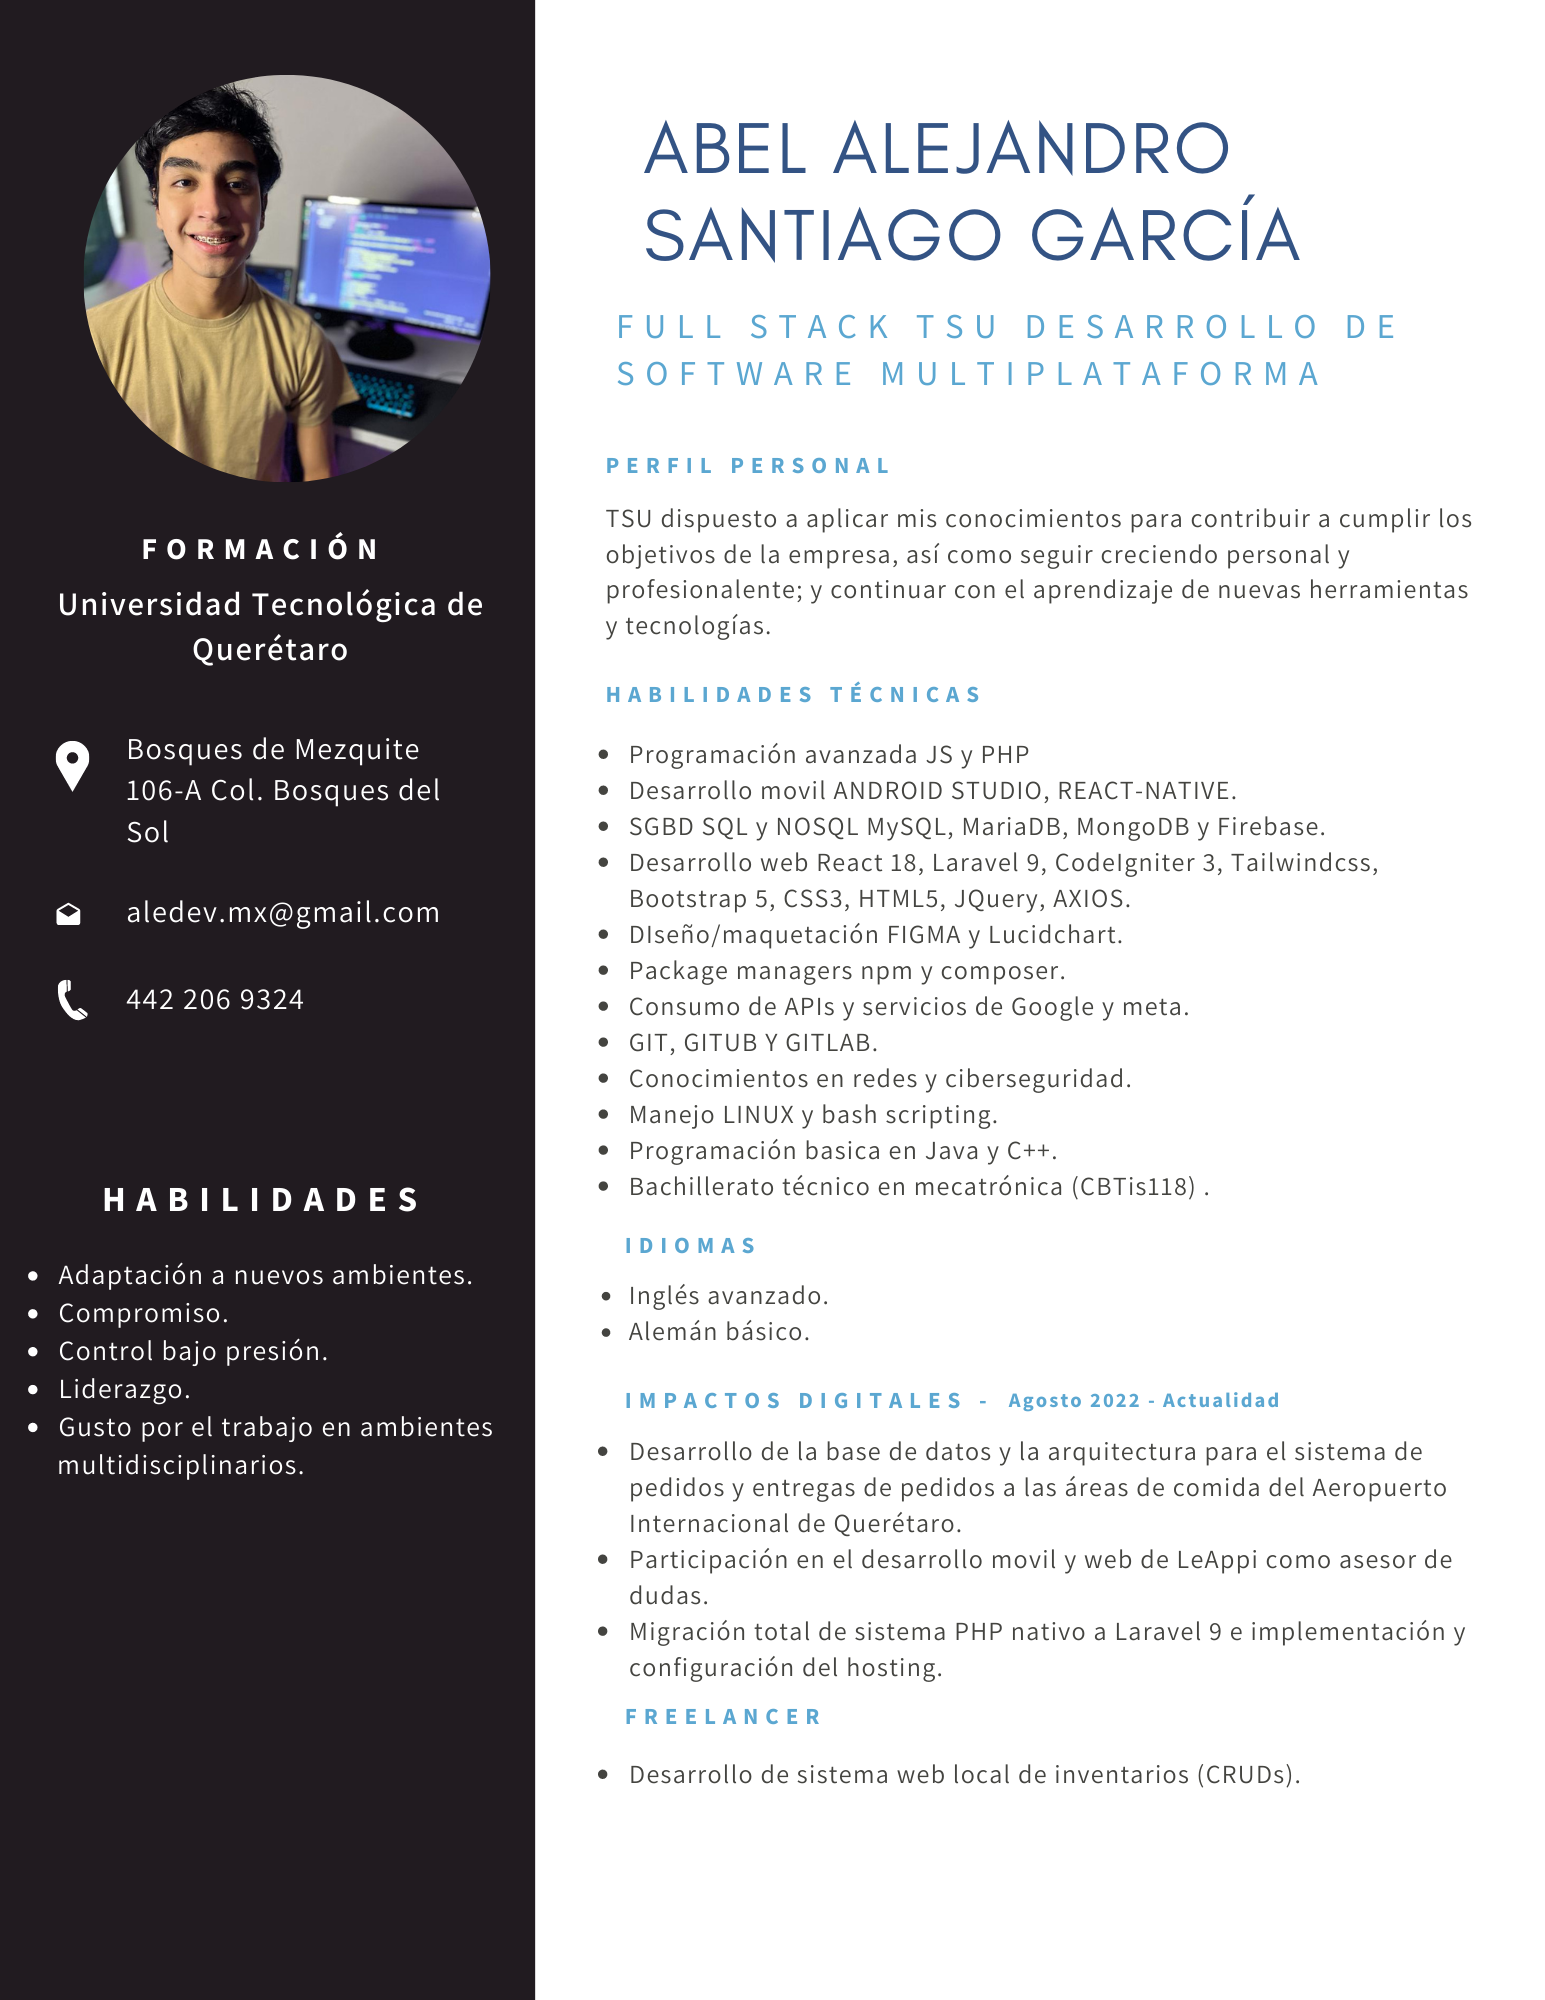 FORMACIÓN
Universidad Tecnológica de
Querétaro
Bosques de Mezquite
106-A Col. Bosques del
Sol
aledev.mx@gmail.com
442 206 9324
HABILIDADES
Adaptación a nuevos ambientes.
Compromiso.
Control bajo presión.
Liderazgo.
Gusto por el trabajo en ambientes
multidisciplinarios.
ABEL ALEJANDRO
SANTIAGO GARCÍA
FULL STACK TSU DESARROLLO DE
SOFTWARE MULTIPLATAFORMA
PERFIL PERSONAL
TSU dispuesto a aplicar mis conocimientos para contribuir a cumplir los
objetivos de la empresa, así como seguir creciendo personal y
profesionalente; y continuar con el aprendizaje de nuevas herramientas
y tecnologías.
HABILIDADES TÉCNICAS
Programación avanzada JS y PHP
Desarrollo movil ANDROID STUDIO, REACT-NATIVE.
SGBD SQL y NOSQL MySQL, MariaDB, MongoDB y Firebase.
Desarrollo web React 18, Laravel 9, CodeIgniter 3, Tailwindcss,
Bootstrap 5, CSS3, HTML5, JQuery, AXIOS.
DIseño/maquetación FIGMA y Lucidchart.
Package managers npm y composer.
Consumo de APIs y servicios de Google y meta.
GIT, GITUB Y GITLAB.
Conocimientos en redes y ciberseguridad.
Manejo LINUX y bash scripting.
Programación basica en Java y C++.
Bachillerato técnico en mecatrónica (CBTis118) .
IDIOMAS
Inglés avanzado.
Alemán básico.
IMPACTOS DIGITALES - Agosto 2022 - Actualidad
Desarrollo de la base de datos y la arquitectura para el sistema de
pedidos y entregas de pedidos a las áreas de comida del Aeropuerto
Internacional de Querétaro.
Participación en el desarrollo movil y web de LeAppi como asesor de
dudas.
Migración total de sistema PHP nativo a Laravel 9 e implementación y
configuración del hosting.
FREELANCER
Desarrollo de sistema web local de inventarios (CRUDs).